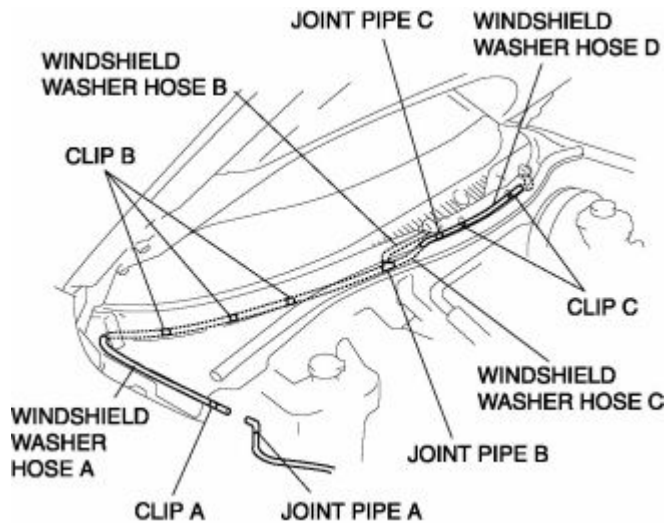 JOINT PIPE C
WINDSHIELD
WASHER HOSE D
WINDSHIELD
WASHER HOSE B
CLIP B
CLIP C
WINDSHIELD
WASHER HOSE C
WINDSHIELD
WASHER
HOSE A
JOINT PIPE B
CLIP A
JOINT PIPE A